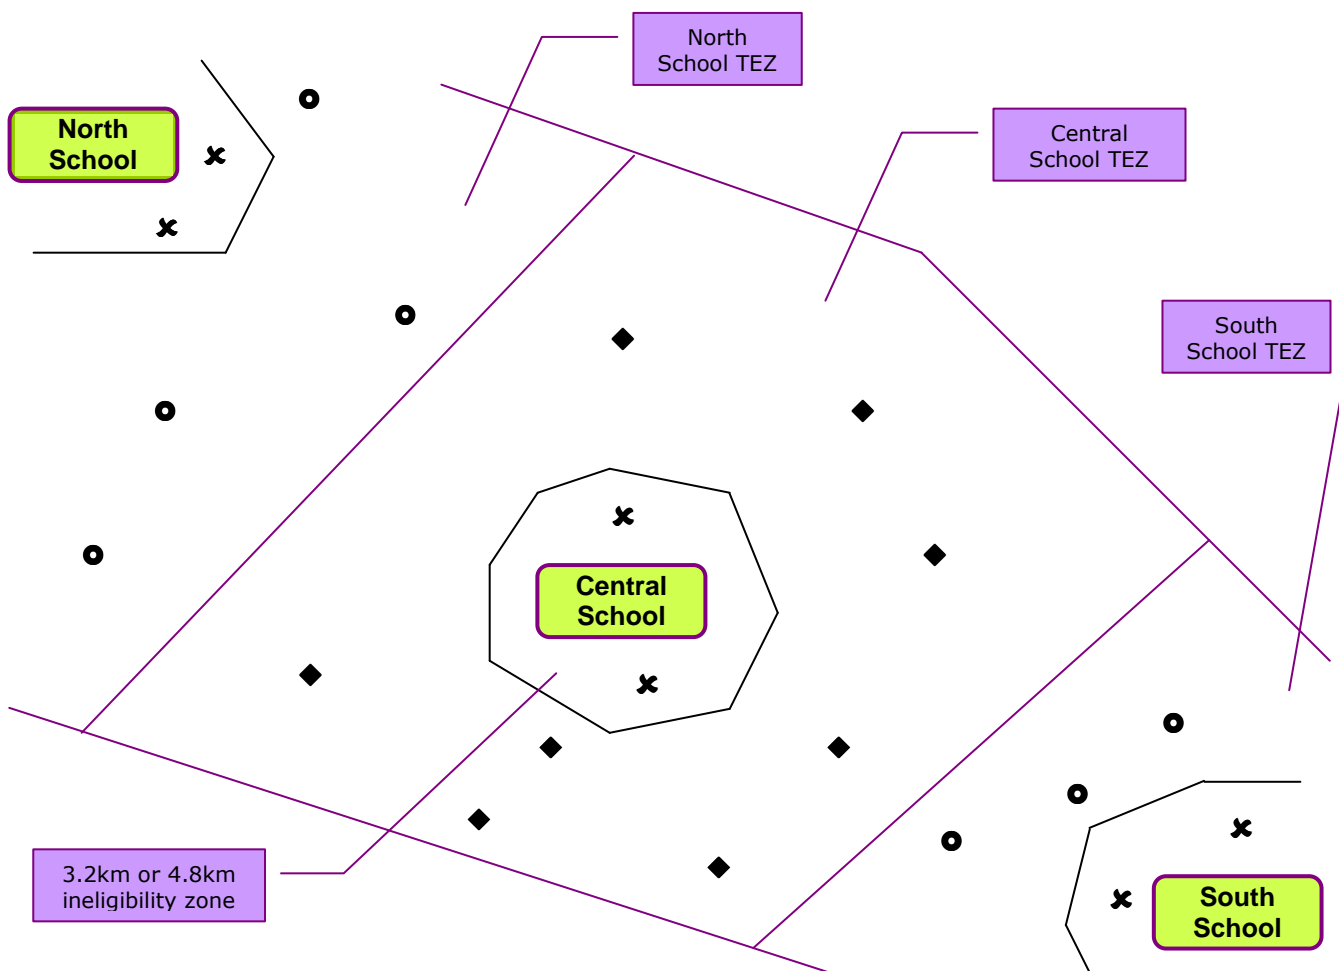 North
School TEZ
North
School
Central
School TEZ
South
School TEZ
Central
School
3.2km or 4.8km
ineligibility zone
South
School